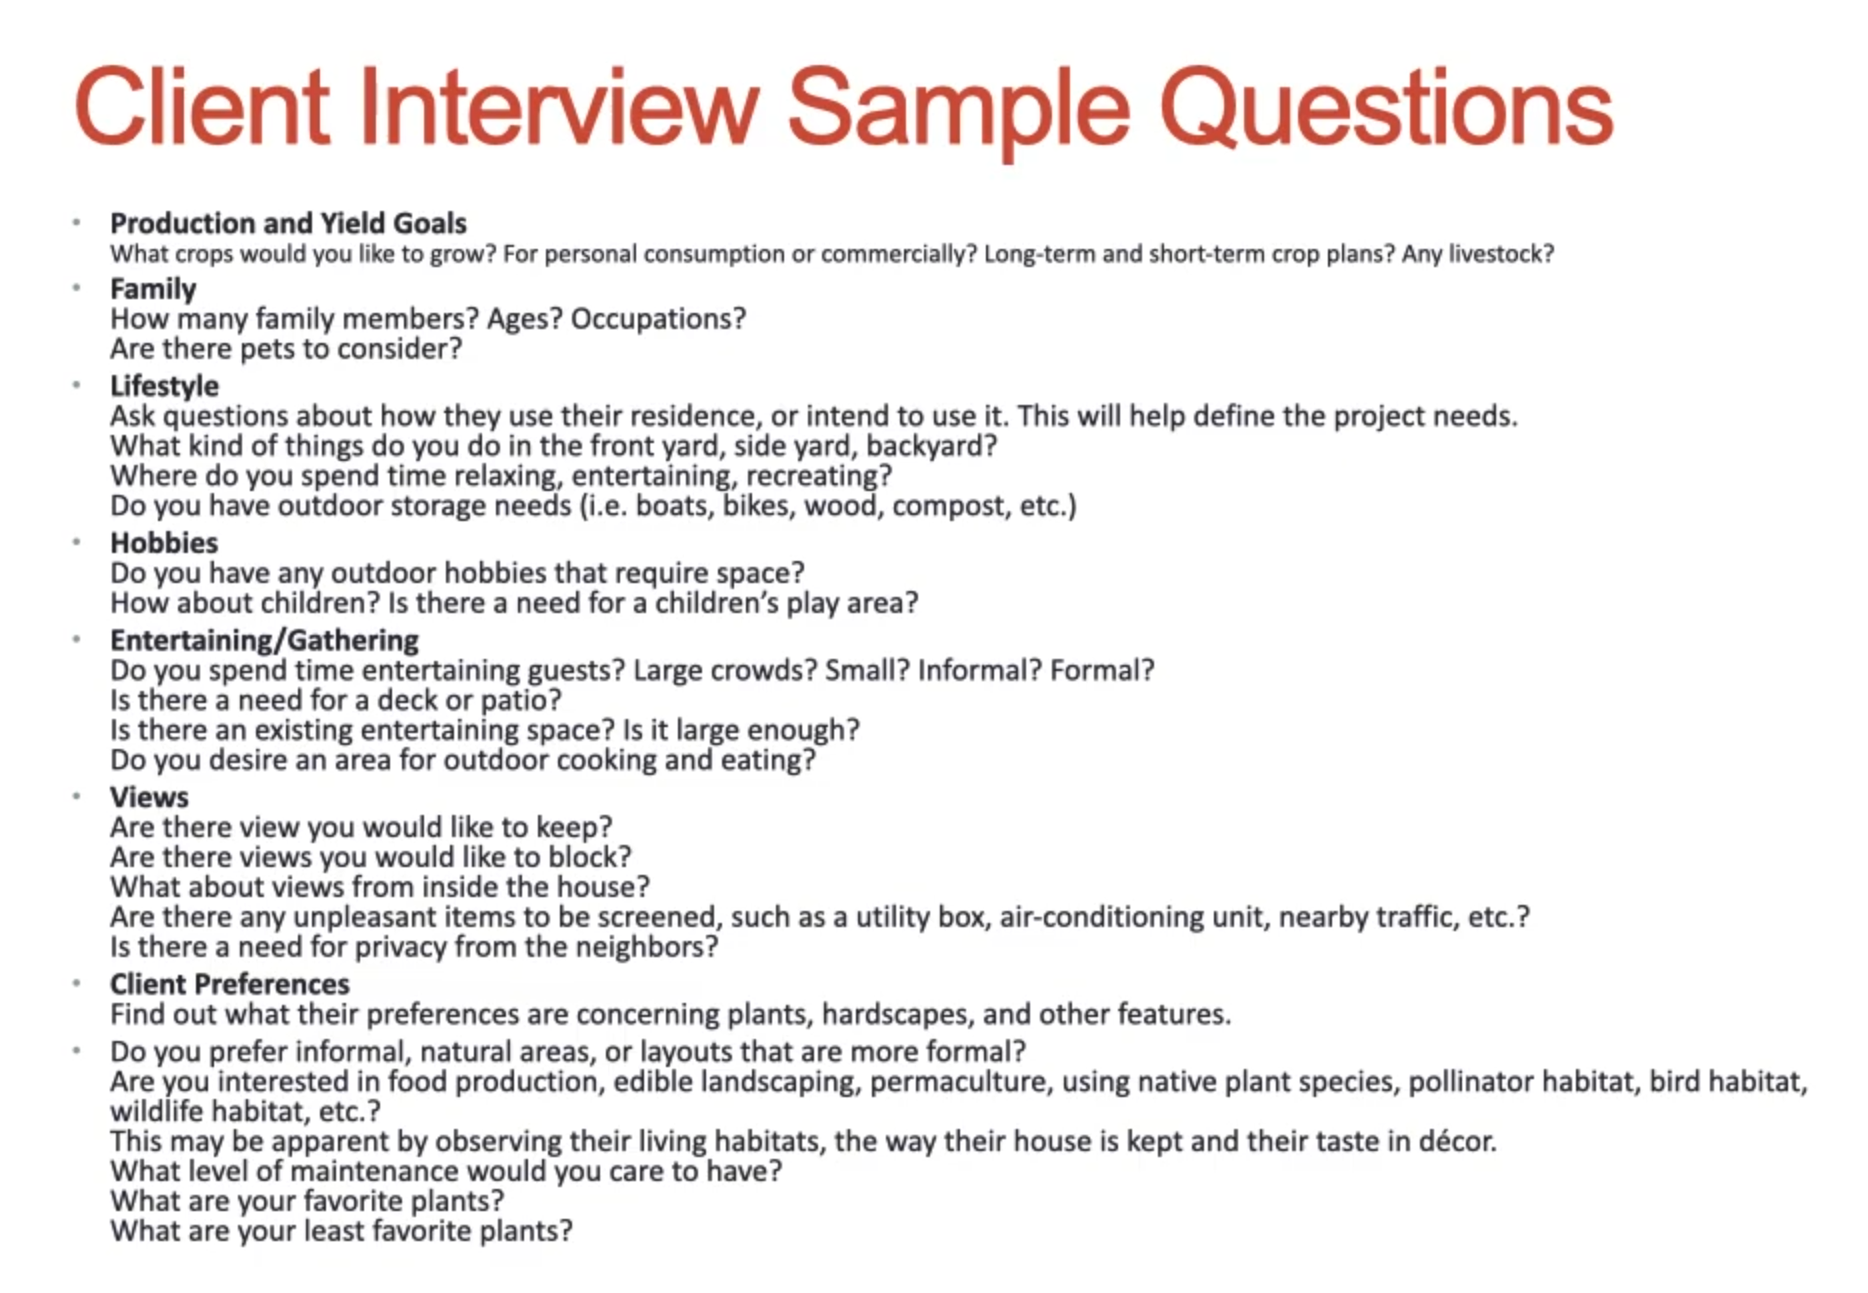 Client Interview Sample Questions
• Production and Yield Goals
What crops would you like to grow? For personal consumption or commercially? Long-term and short-term crop plans? Any livestock?
• Family
How many family members? Ages? Occupations?
Are there pets to consider?
• Lifestyle
Ask questions about how they use their residence, or intend to use it. This will help define the project needs.
What kind of things do you do in the front yard, side yard, backyard?
Where do you spend time relaxing, entertaining, recreating?
Do you have outdoor storage needs (i.e. boats, bikes, wood, compost, etc.)
• Hobbies
Do you have any outdoor hobbies that require space?
How about children? Is there a need for a children’s play area?
• Entertaining/Gathering
Do you spend time entertaining guests? Large crowds? Small? Informal? Formal?
Is there a need for a deck or patio?
Is there an existing entertaining space? Is it large enough?
Do you desire an area for outdoor cooking and eating?
• Views
Are there view you would like to keep?
Are there views you would like to block?
What about views from inside the house?
Are there any unpleasant items to be screened, such as a utility box, air-conditioning unit, nearby traffic, etc.?
Is there a need for privacy from the neighbors?
• Client Preferences
Find out what their preferences are concerning plants, hardscapes, and other features.
• Do you prefer informal, natural areas, or layouts that are more formal?
Are you interested in food production, edible landscaping, permaculture, using native plant species, pollinator habitat, bird habitat,
wildlife habitat, etc.?
This may be apparent by observing their living habitats, the way their house is kept and their taste in décor.
What level of maintenance would you care to have?
What are your favorite plants?
What are your least favorite plants?